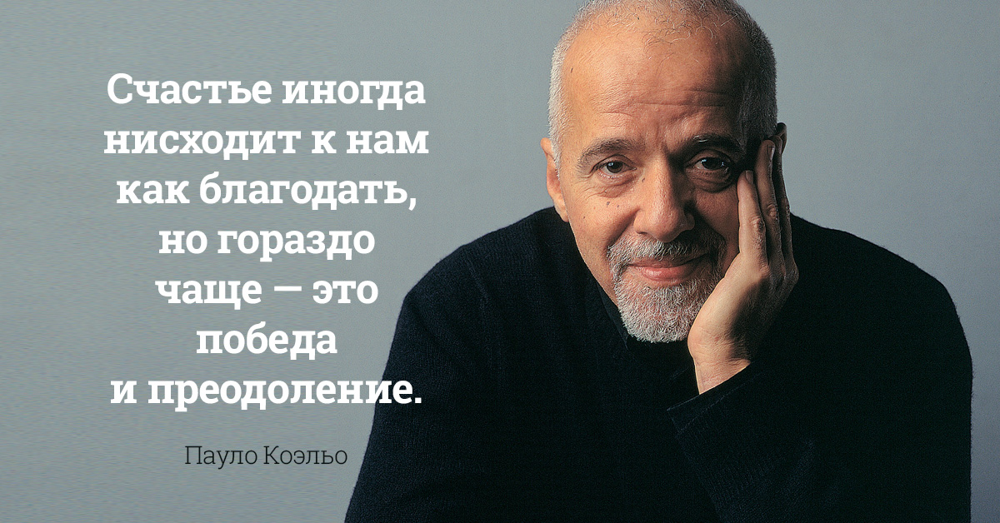 Счастье иногда
нисходит к нам
как благодать,
но гораздо
чаще — это
победа
и преодоление.
Пауло Коэльо